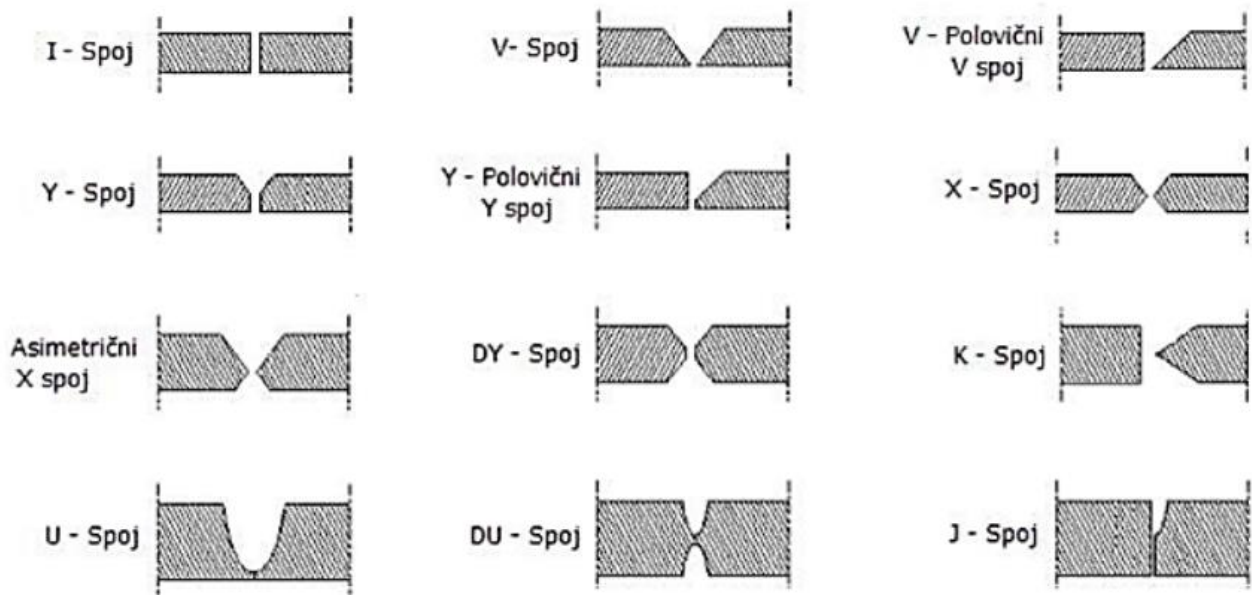 I - Spoj
V- Spoj
V - Polovični
V spoj
Y - Spoj
Y - Polovični
Y spoj
X - Spoj
Asimetrični
X spoj
DY - Spoj
K - Spoj
U - Spoj
DU - Spoj
J - Spoj